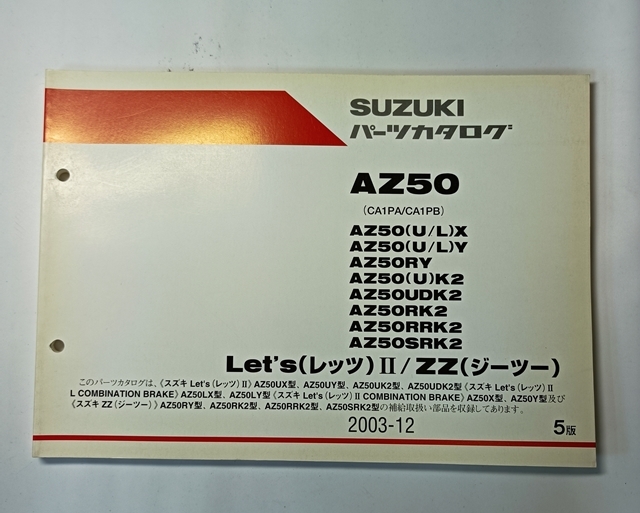 SUZUKI
パーツカタログ
AZ50
(CA1PA/CA1PB)
AZ50(U/L)X
AZ50(U/L)Y
AZ50RY
AZ50(U)K2
AZ50UDK2
AZ50RK2
AZ50RRK2
AZ50SRK2
Let's(レッツ)II/ZZ(ジーツー)
このパーツカタログは、《スズキ Let's(レッツ)II》AZ50UX型、AZ50UY型、AZ50UK2型、AZ50UDK2型《スズキ Let's(レッツ)II
L COMBINATION BRAKE》AZ50LX型、AZ50LY型《スズキ Let's(レッツ)II COMBINATION BRAKE》AZ50X型、AZ50Y型及び
《スズキ ZZ(ジーツー)》AZ50RY型、AZ50RK2型、AZ50RRK2型、AZ50SRK2型の補給取扱い部品を収録してあります。
2003-12
5版